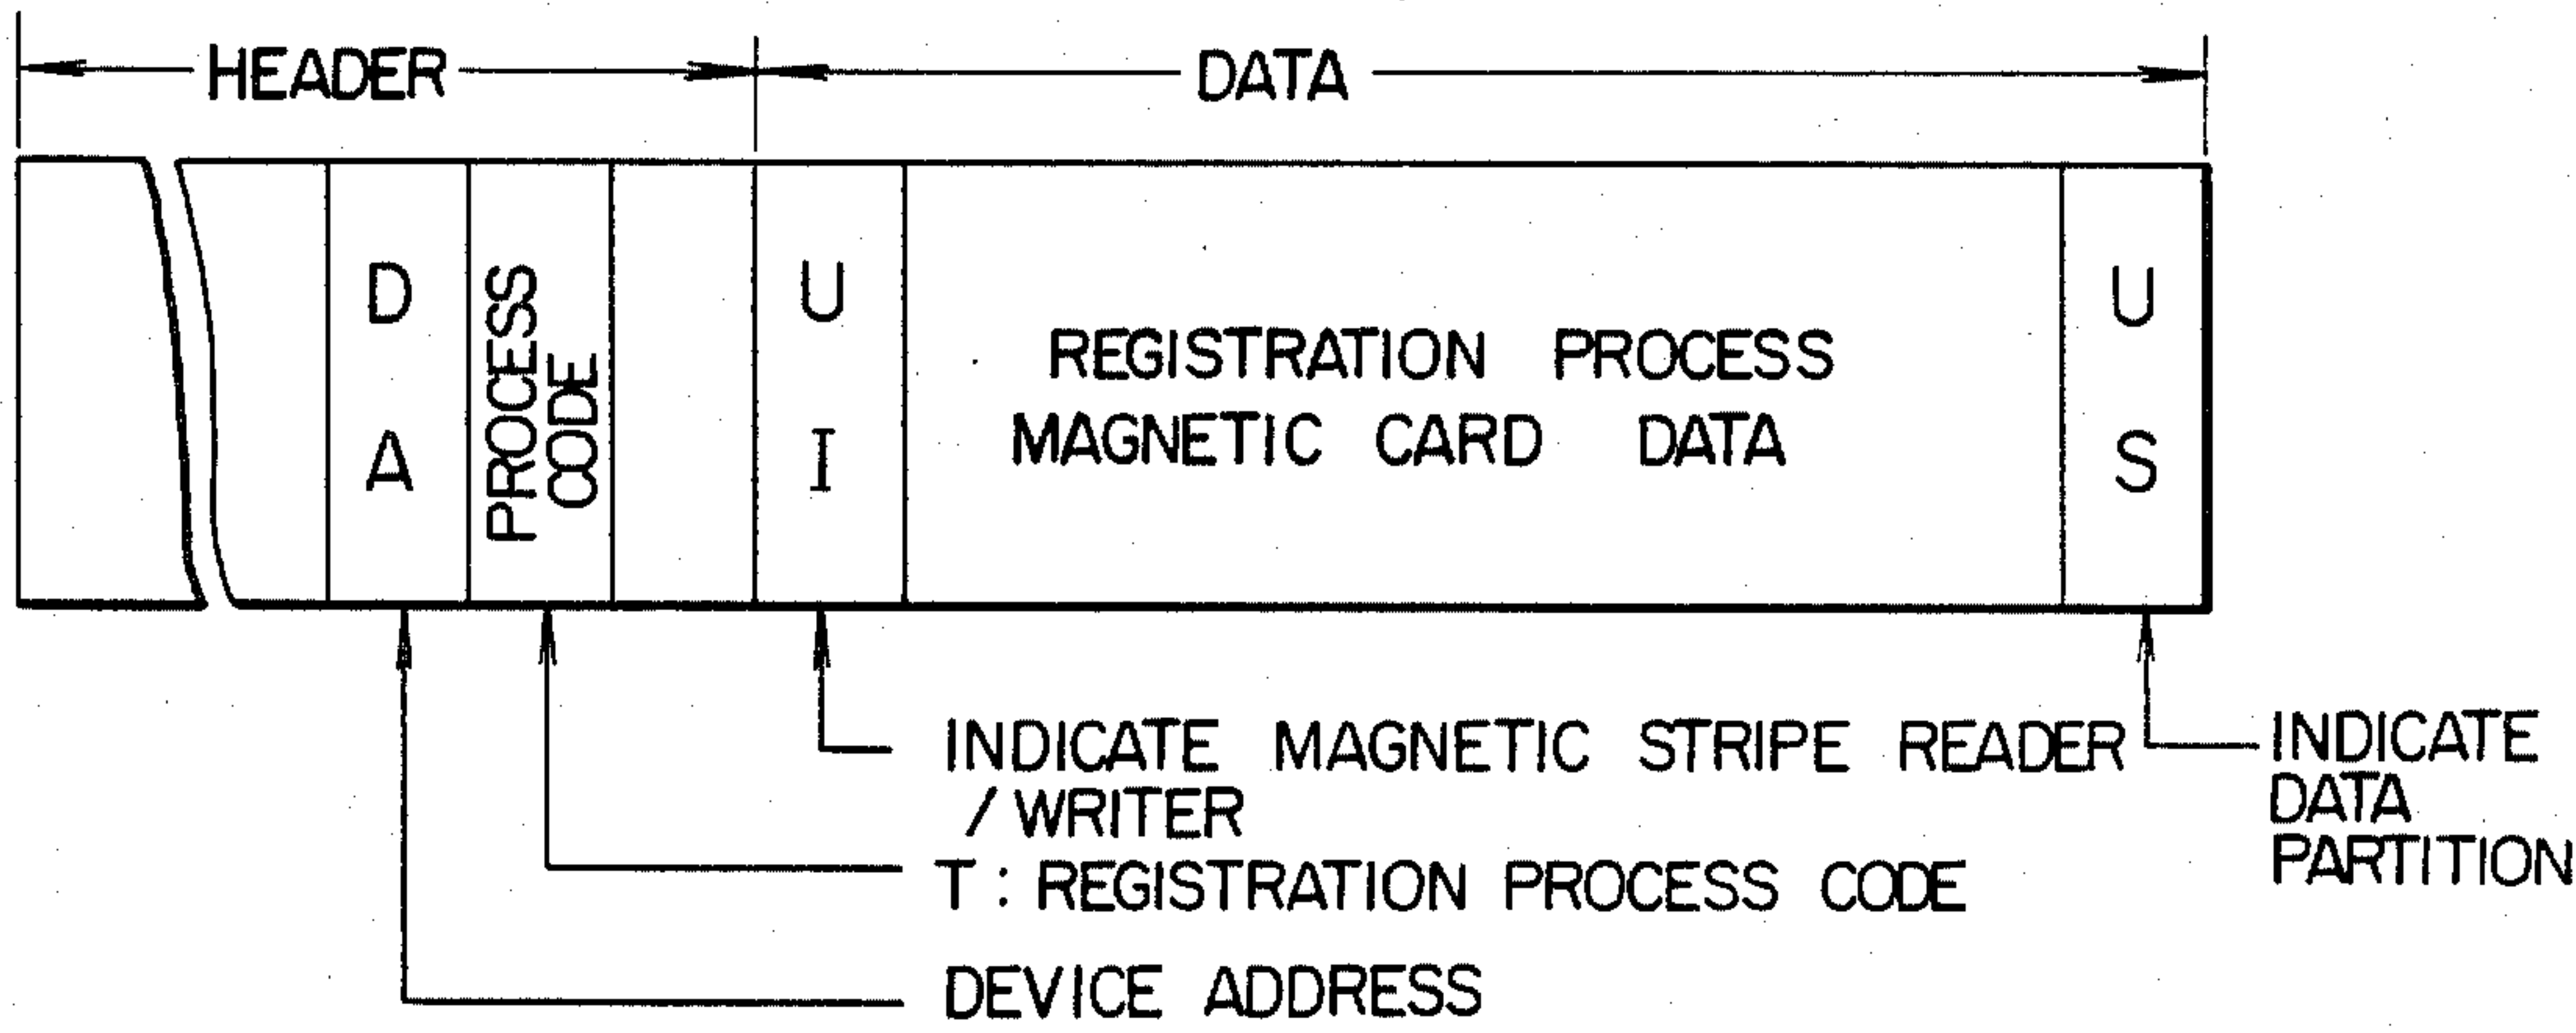 HEADER
DATA
D
A
PROCESS
CODE
U
I
REGISTRATION PROCESS
MAGNETIC CARD DATA
U
S
INDICATE MAGNETIC STRIPE READER
/ WRITER
INDICATE
DATA
PARTITION
T : REGISTRATION PROCESS CODE
DEVICE ADDRESS